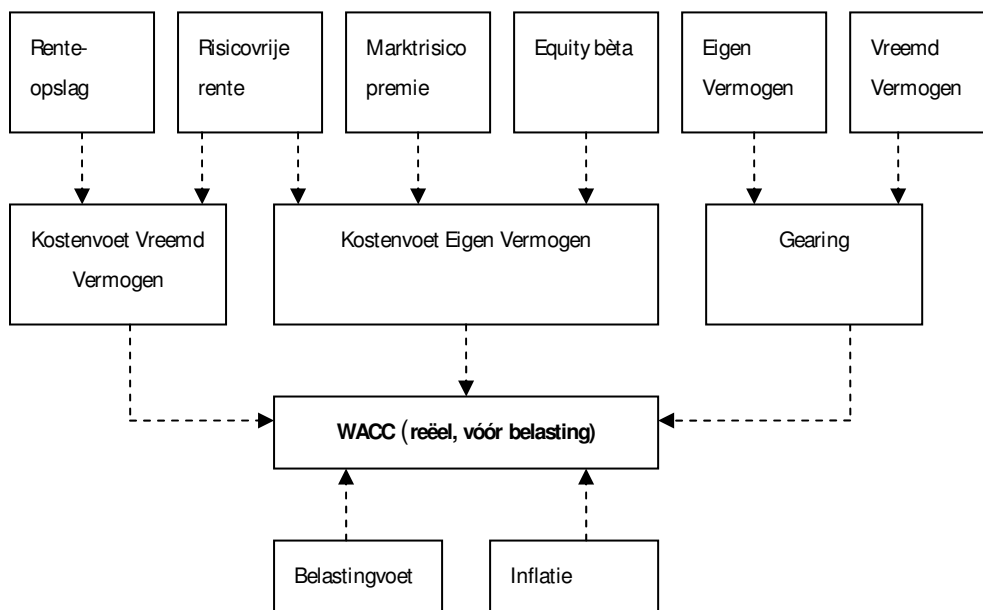 Rente-
opslag
Risicovrije
rente
Marktrisico
premie
Equity bèta
Eigen
Vermogen
Vreemd
Vermogen
Kostenvoet Vreemd
Vermogen
Kostenvoet Eigen Vermogen
Gearing
WACC (reëel, vóór belasting)
Belastingvoet
Inflatie